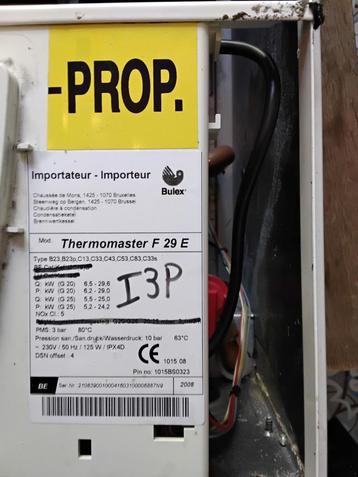 -PROP.
Importateur - Importeur
Bulex
Chaussée de Mons, 1425 - 1070 Bruxelles
Steenweg op Bergen, 1425 - 1070 Brussel
Chaudière à condensation
Condensatieketel
Brennwertkessel
Mod. Thermomaster F 29 E
Type B23,B23p,C13,C33,C43,C53,C83,C33s
Q: kW (G 20) 6,5 - 29,6
P: kW (G 20) 6,2 - 29,0
Q: kW (G 25) 5,5 - 25,0
P: kW (G 25) 5,2 - 24,2
I3P
NOx Cl.: 5
PMS: 3 bar 80°C
Pression san./San.druck/Wasserdruck: 10 bar 63°C
~ 230V / 50 Hz / 125 W / IPX4D
DSN offset : 4
CE
1015 08
Pin no: 1015BS0323
BE
Ser.Nr.
2008